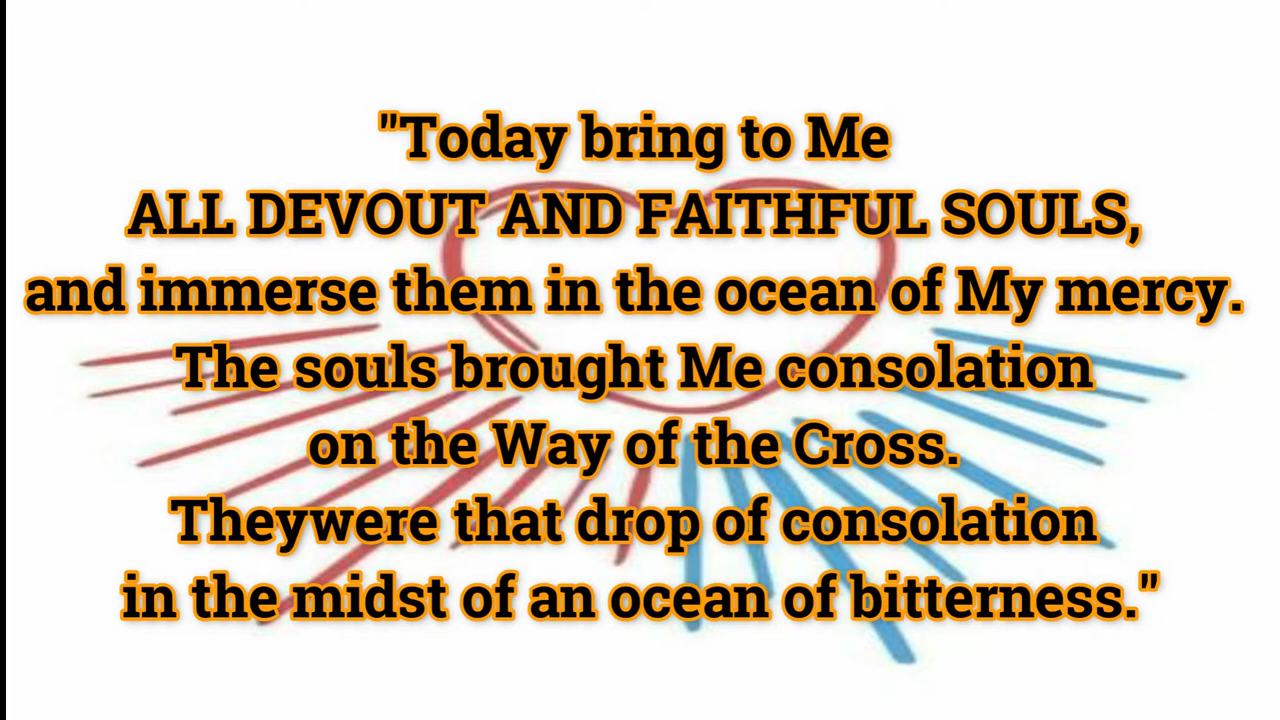 "Today bring to Me
ALL DEVOUT AND FAITHFUL SOULS,
and immerse them in the ocean of My mercy.
The souls brought Me consolation
on the Way of the Cross.
Theywere that drop of consolation
in the midst of an ocean of bitterness."